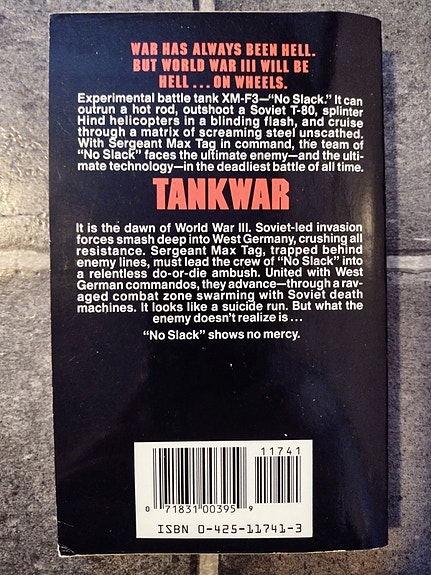 WAR HAS ALWAYS BEEN HELL.
BUT WORLD WAR III WILL BE
HELL ... ON WHEELS.
Experimental battle tank XM-F3—“No Slack.” It can
outrun a hot rod, outshoot a Soviet T-80, splinter
Hind helicopters in a blinding flash, and cruise
through a matrix of screaming steel unscathed.
With Sergeant Max Tag in command, the team of
“No Slack” faces the ultimate enemy—and the ulti-
mate technology—in the deadliest battle of all time.
TANKWAR
It is the dawn of World War III. Soviet-led invasion
forces smash deep into West Germany, crushing all
resistance. Sergeant Max Tag, trapped behind
enemy lines, must lead the crew of “No Slack” into
a relentless do-or-die ambush. United with West
German commandos, they advance—through a rav-
aged combat zone swarming with Soviet death
machines. It looks like a suicide run. But what the
enemy doesn’t realize is ...
“No Slack” shows no mercy.
11741
0 71831 00395 9
ISBN 0-425-11741-3